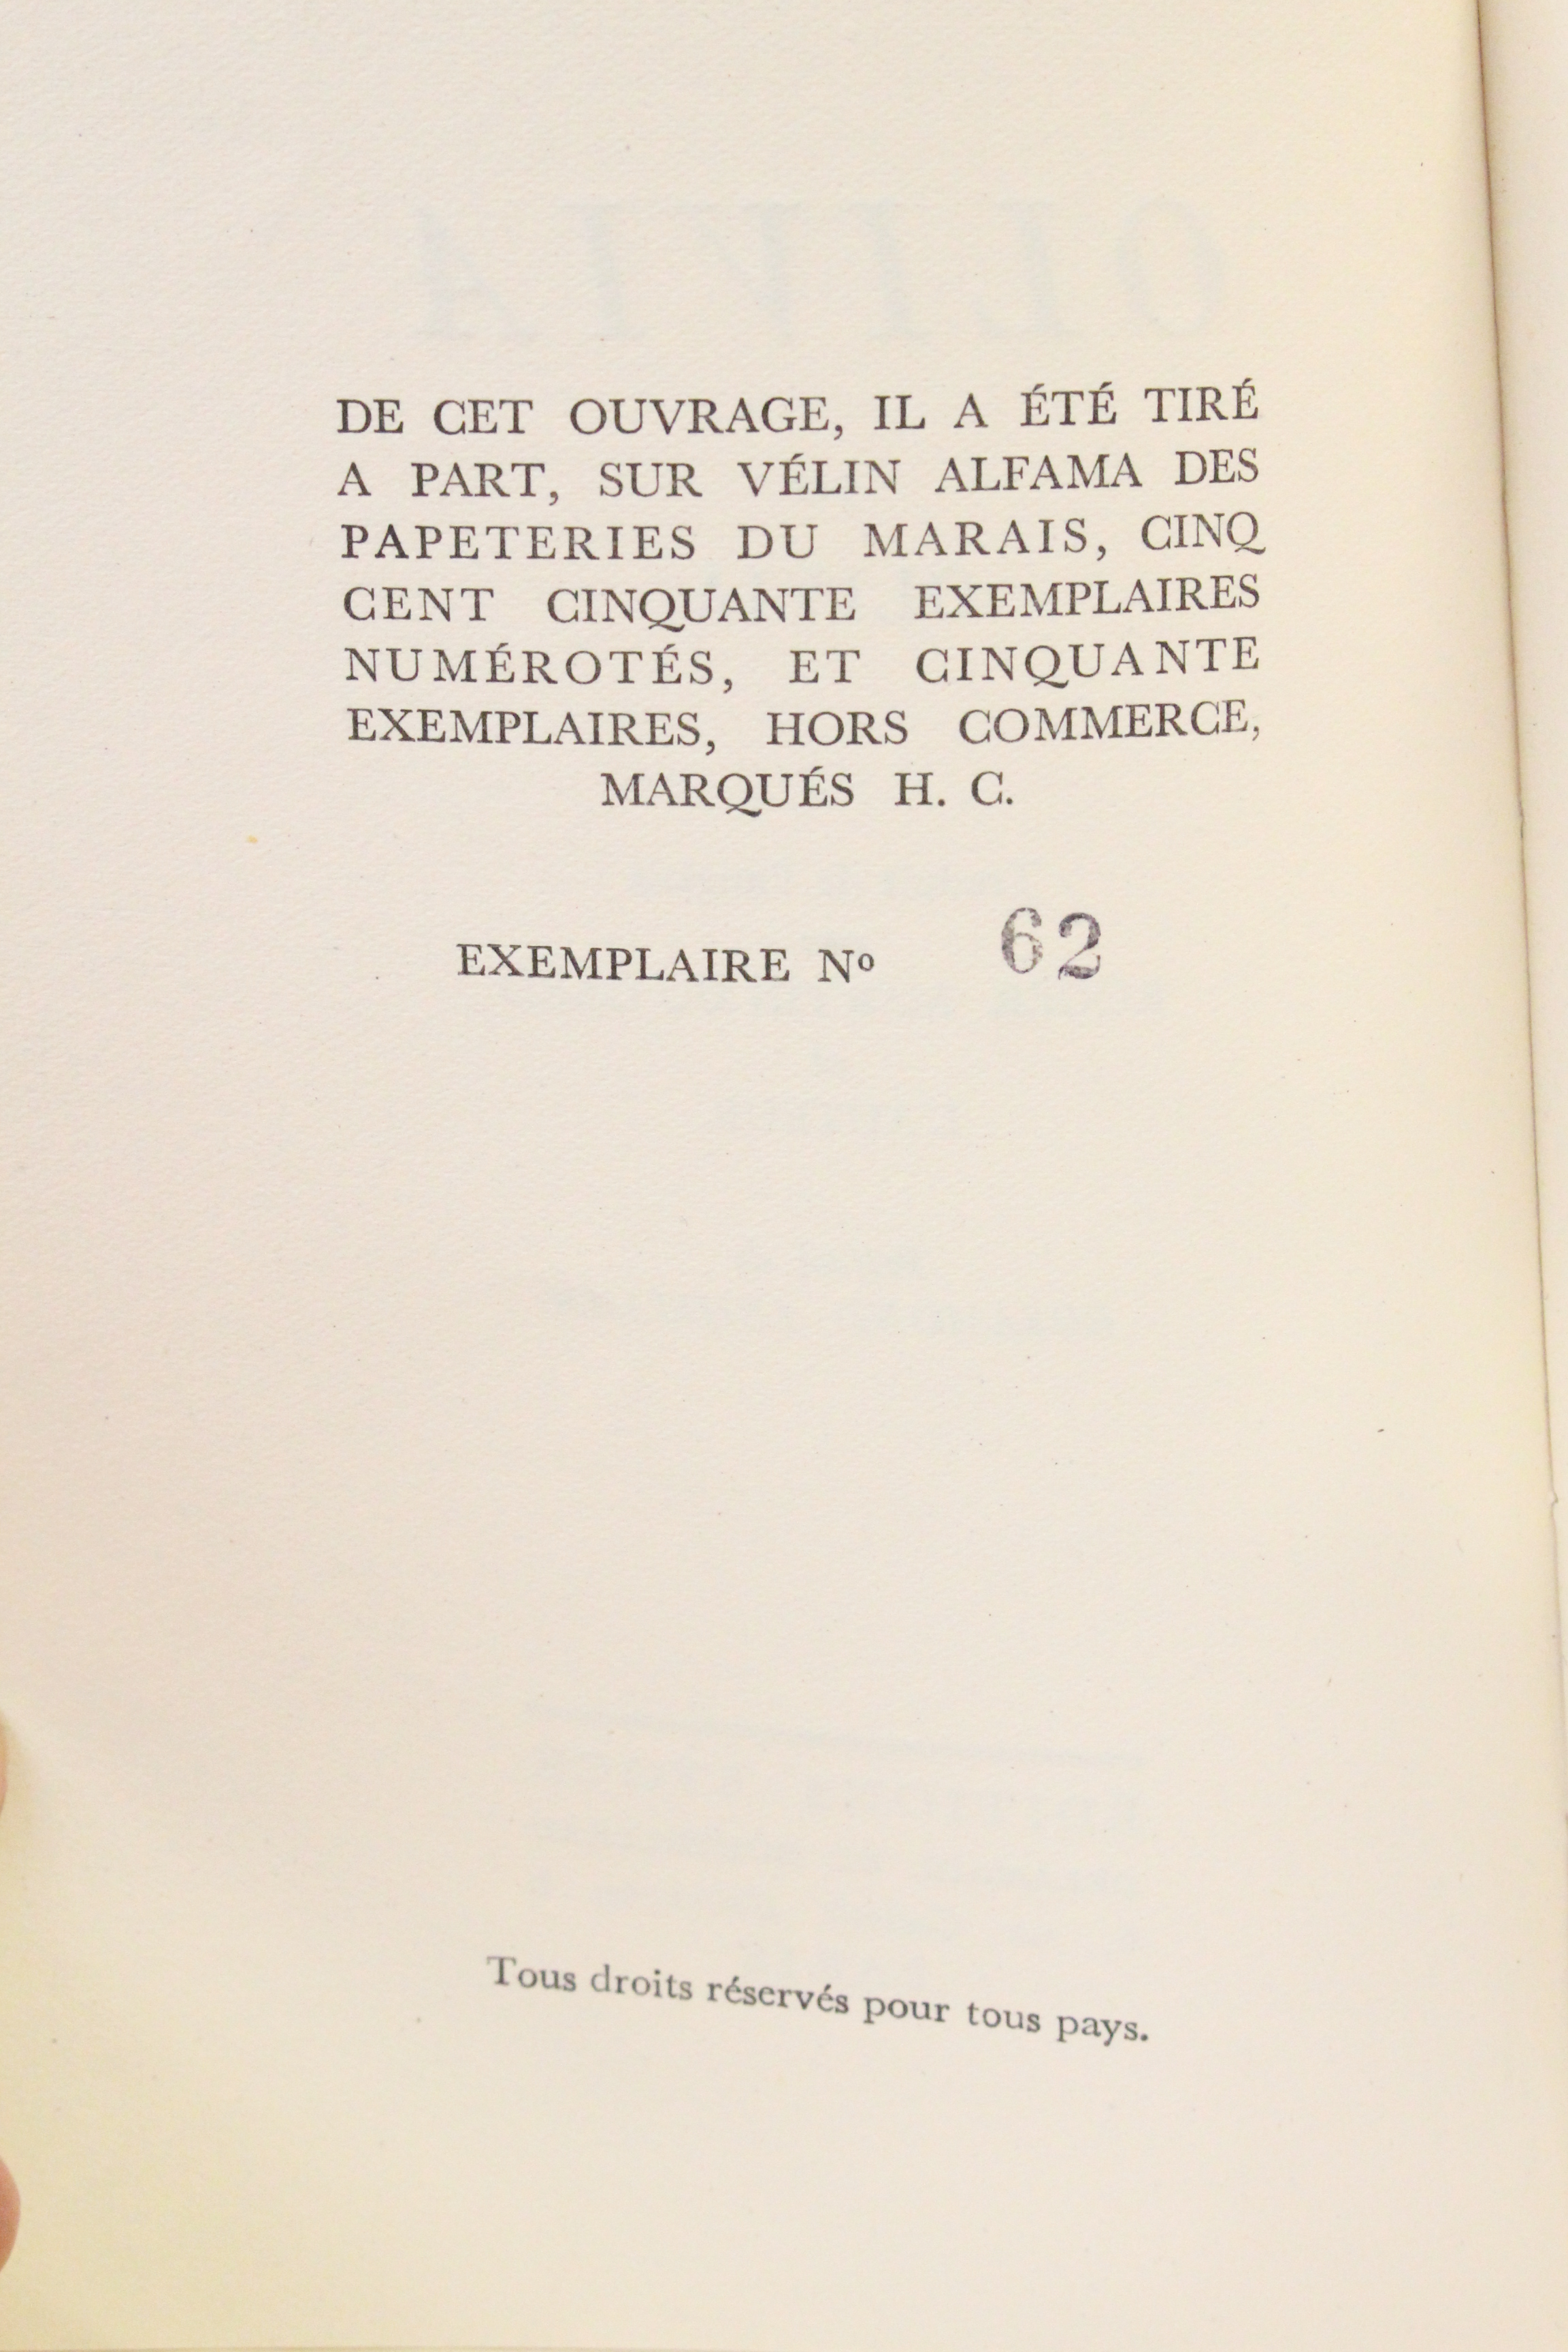 DE CET OUVRAGE, IL A ÉTÉ TIRÉ
A PART, SUR VÉLIN ALFAMA DES
PAPETERIES DU MARAIS, CINQ
CENT CINQUANTE EXEMPLAIRES
NUMÉROTÉS, ET CINQUANTE
EXEMPLAIRES, HORS COMMERCE,
MARQUÉS H. C.
EXEMPLAIRE Nº 62
Tous droits réservés pour tous pays.